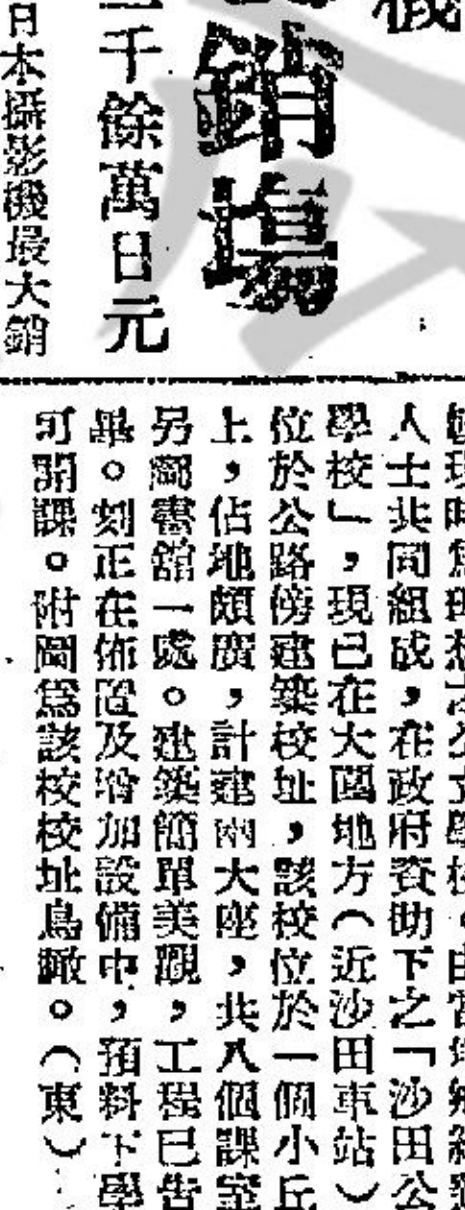 機
銷塲
千餘萬日元
日本攝影機最大銷
人士共同組成，在政府資助下之「沙田公
學校」，現已在大圍地方（近沙田車站）
位於公路傍建築校址，該校位於一個小丘
上，佔地頗廣，計建兩大座，共八個課室
另圖書舘一處。建築簡單美觀，工程已告
畢。刻正在佈置及增加設備中，預料下學
可開課。附圖爲該校校址鳥瞰。（東）